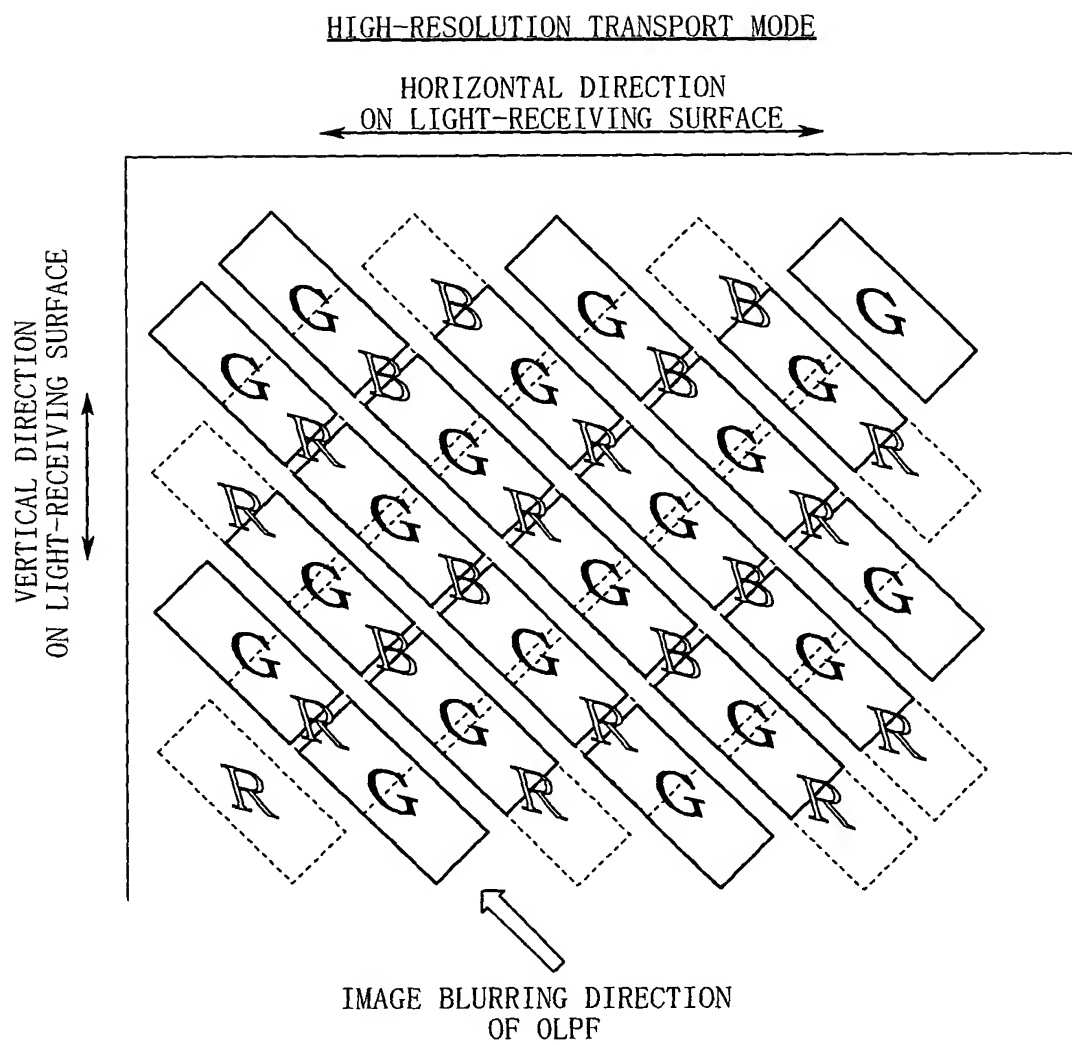 HIGH-RESOLUTION TRANSPORT MODE
HORIZONTAL DIRECTION
ON LIGHT-RECEIVING SURFACE
VERTICAL DIRECTION
ON LIGHT-RECEIVING SURFACE
G B G B G
G B G B G
R G R G R
R G R G R
G B G B G
G B G B G
R G R G R
R G R G R
IMAGE BLURRING DIRECTION
OF OLPF